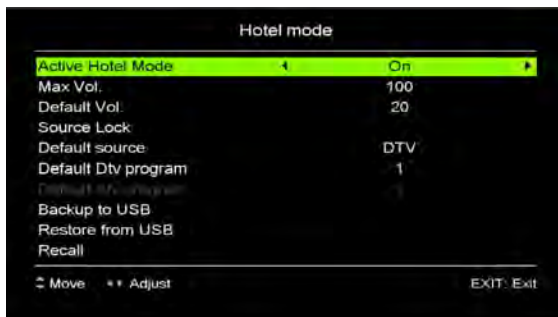 Hotel mode
Active Hotel Mode On
Max Vol. 100
Default Vol. 20
Source Lock
Default source DTV
Default Dtv program 1
Backup to USB
Restore from USB
Recall
Move Adjust EXIT: Exit